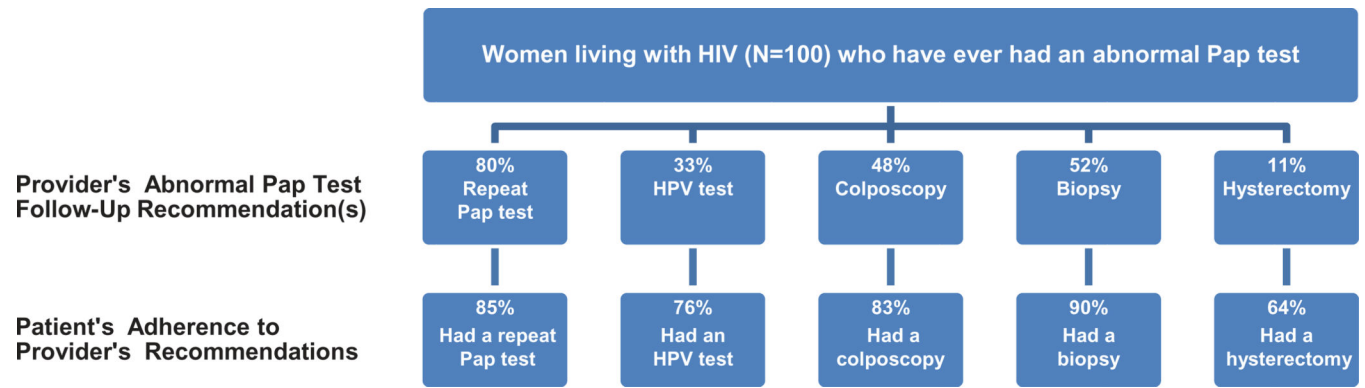 Women living with HIV (N=100) who have ever had an abnormal Pap test
Provider's Abnormal Pap Test
Follow-Up Recommendation(s)
80%
Repeat
Pap test
33%
HPV test
48%
Colposcopy
52%
Biopsy
11%
Hysterectomy
Patient's Adherence to
Provider's Recommendations
85%
Had a repeat
Pap test
76%
Had an
HPV test
83%
Had a
colposcopy
90%
Had a
biopsy
64%
Had a
hysterectomy